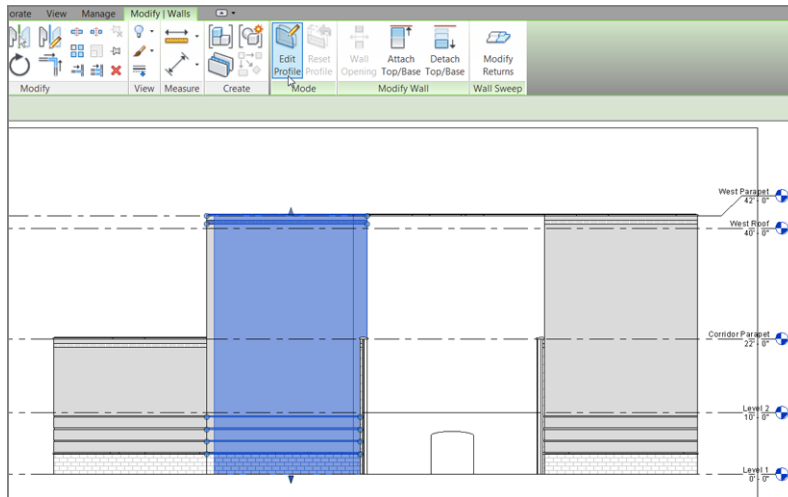 orate View Manage Modify | Walls
Edit Profile
Reset Profile
Wall Opening
Attach Top/Base
Detach Top/Base
Modify Returns
Modify View Measure Create Mode Modify Wall Wall Sweep
West Parapet
42' - 0"
West Roof
40' - 0"
Corridor Parapet
22' - 0"
Level 2
10' - 0"
Level 1
0' - 0"